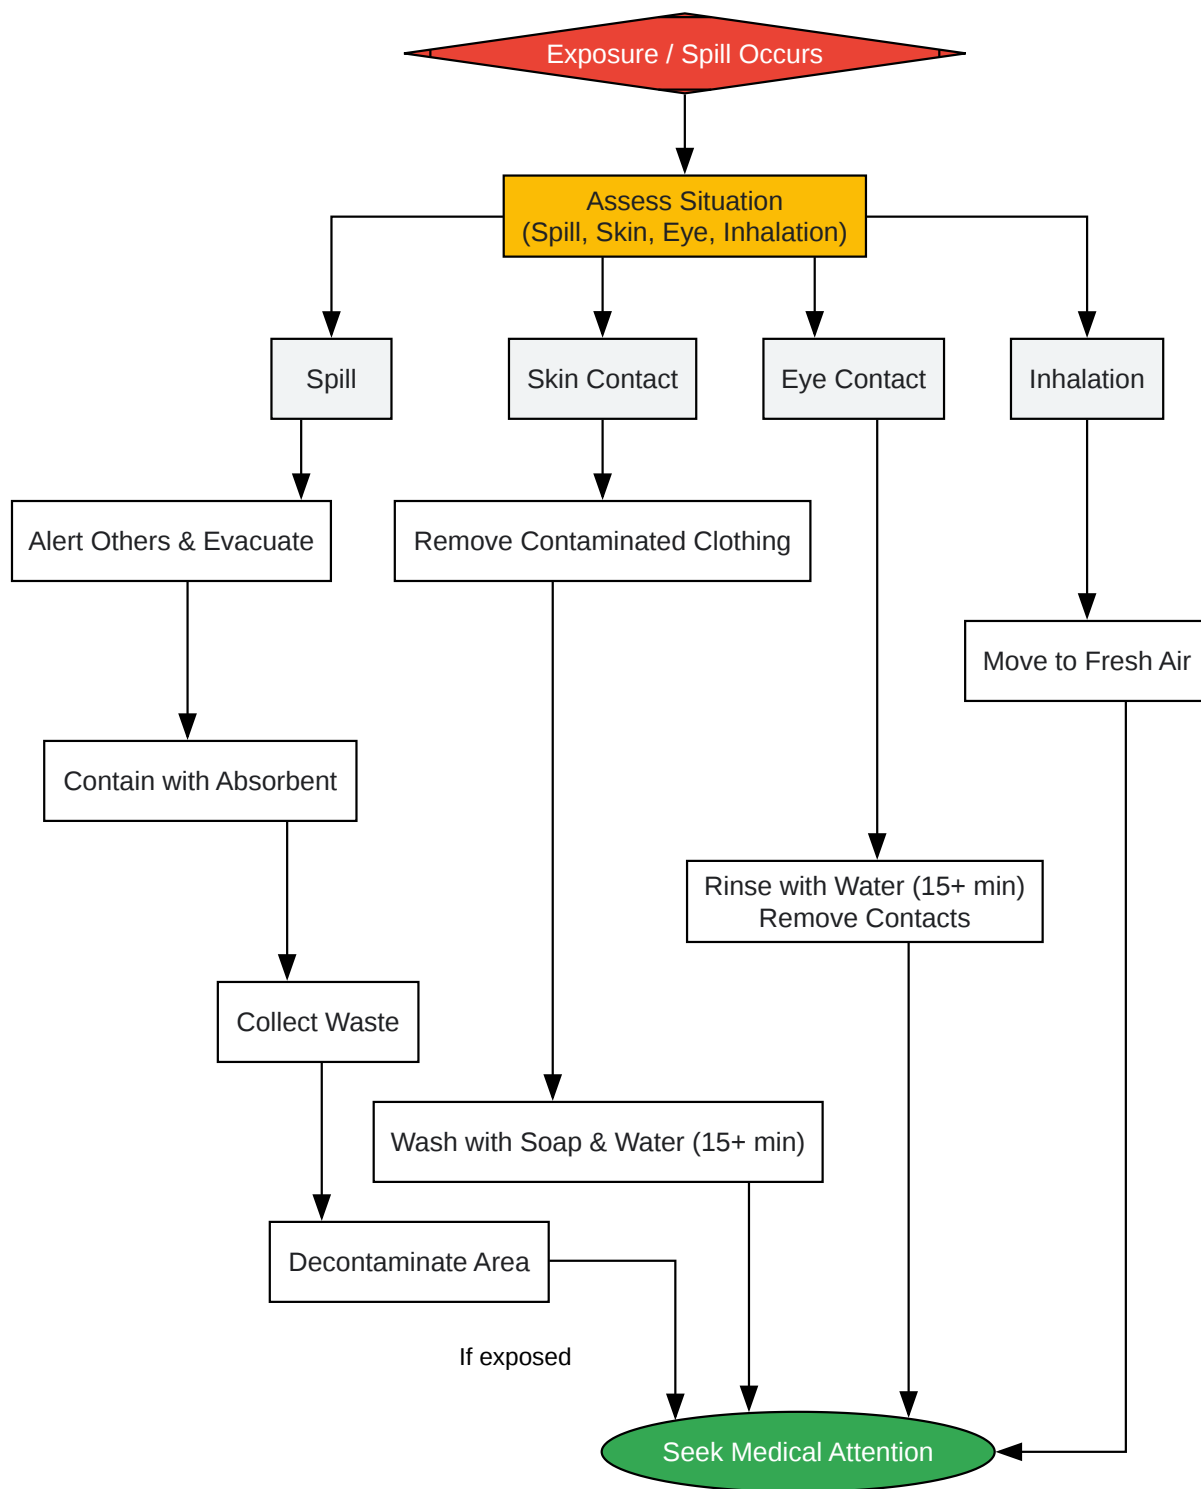 Exposure / Spill Occurs
Assess Situation
(Spill, Skin, Eye, Inhalation)
Spill
Skin Contact
Eye Contact
Inhalation
Alert Others & Evacuate
Remove Contaminated Clothing
Move to Fresh Air
Contain with Absorbent
Rinse with Water (15+ min)
Remove Contacts
Collect Waste
Wash with Soap & Water (15+ min)
Decontaminate Area
If exposed
Seek Medical Attention